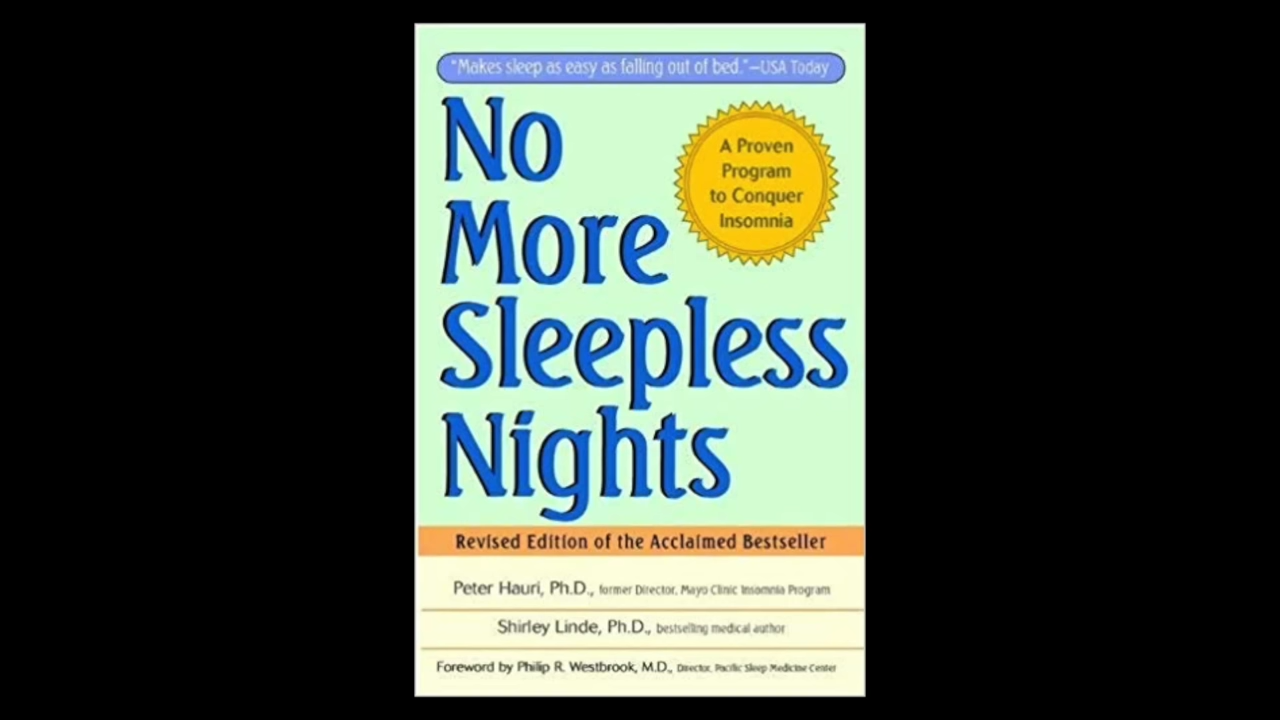 "Makes sleep as easy as falling out of bed."—USA Today
No
More
Sleepless
Nights
A Proven
Program
to Conquer
Insomnia
Revised Edition of the Acclaimed Bestseller
Peter Hauri, Ph.D., former Director, Mayo Clinic Insomnia Program
Shirley Linde, Ph.D., bestselling medical author
Foreword by Philip R. Westbrook, M.D., Director, Pacific Sleep Medicine Center